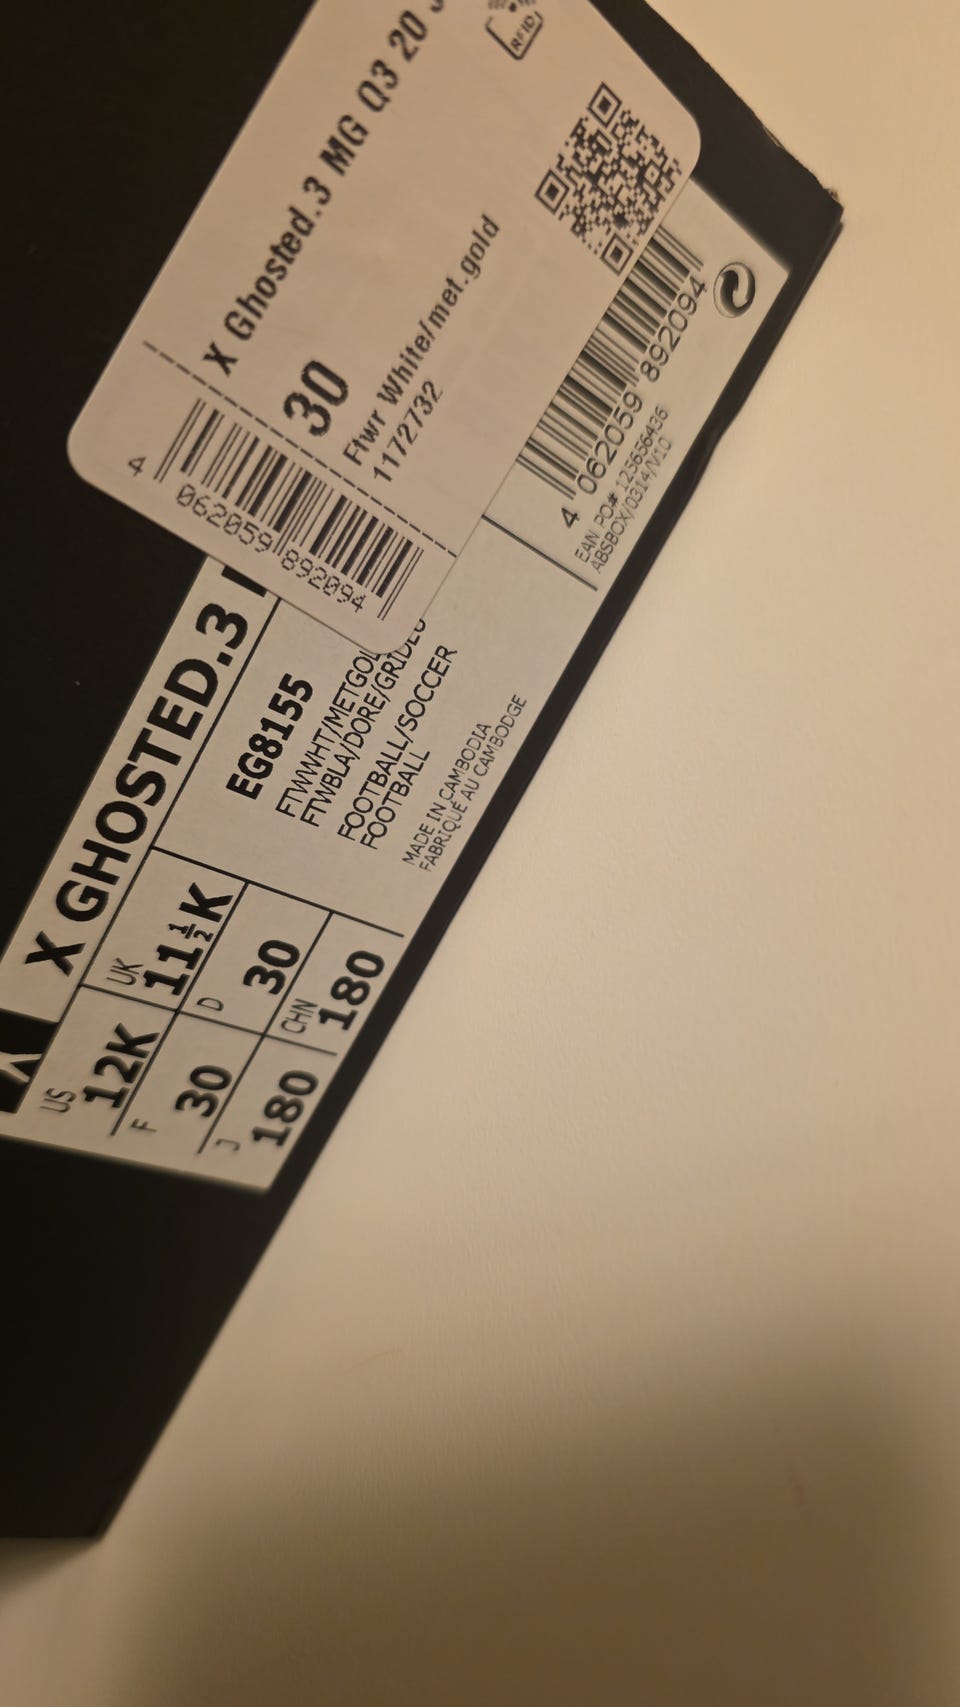 X Ghosted.3 MG Q3 20
RFID
30
Ftwr White/met.gold
1172732
4 062059 892094
4 062059 892094
EAN PO# 125656436
ABSBOX/0314/V10
X GHOSTED.3
EG8155
FTWWHT/METGOL
FTWBLA/DORE/GRIDEU
FOOTBALL/SOCCER
FOOTBALL
MADE IN CAMBODIA
FABRIQUÉ AU CAMBODGE
US 12K
UK 11½K
F 30
D 30
J 180
CHN 180